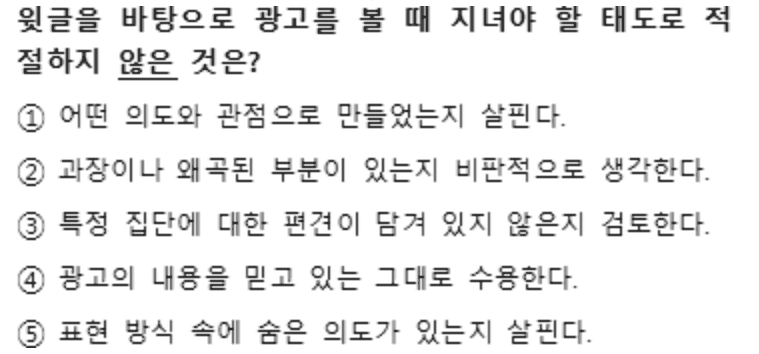 윗글을 바탕으로 광고를 볼 때 지녀야 할 태도로 적
절하지 않은 것은?
① 어떤 의도와 관점으로 만들었는지 살핀다.
② 과장이나 왜곡된 부분이 있는지 비판적으로 생각한다.
③ 특정 집단에 대한 편견이 담겨 있지 않은지 검토한다.
④ 광고의 내용을 믿고 있는 그대로 수용한다.
⑤ 표현 방식 속에 숨은 의도가 있는지 살핀다.